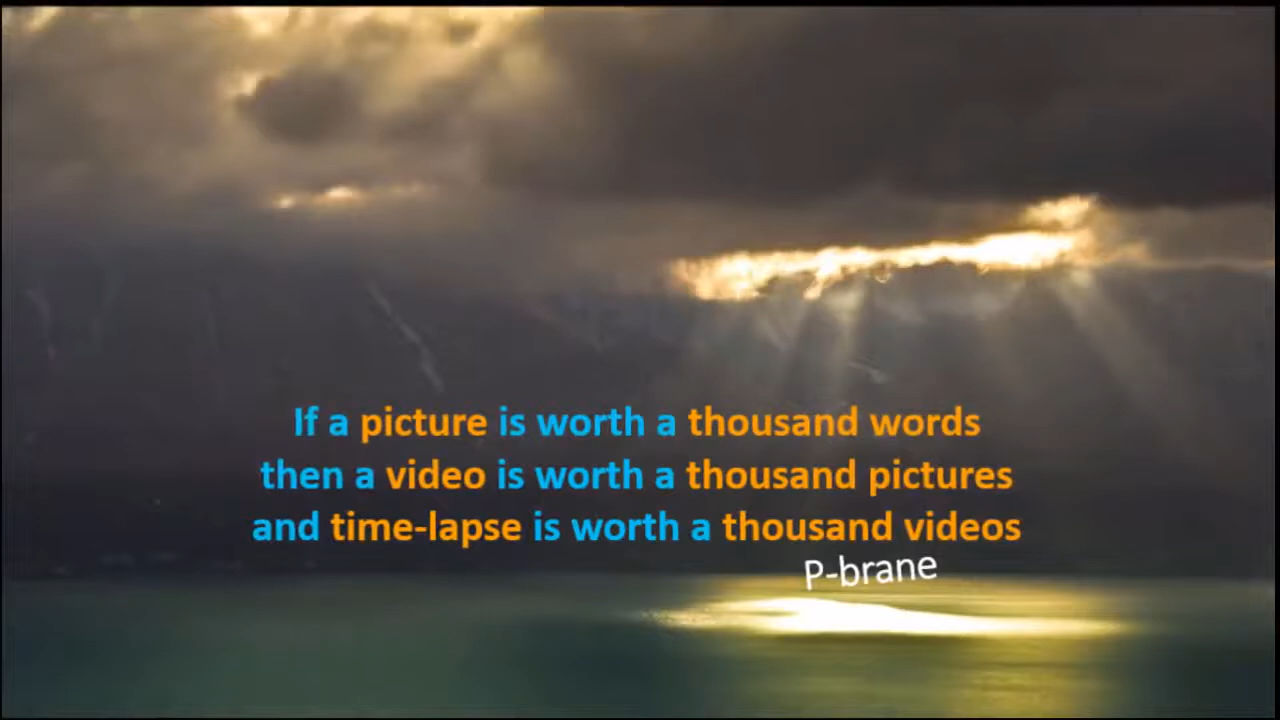 If a picture is worth a thousand words
then a video is worth a thousand pictures
and time-lapse is worth a thousand videos
P-brane